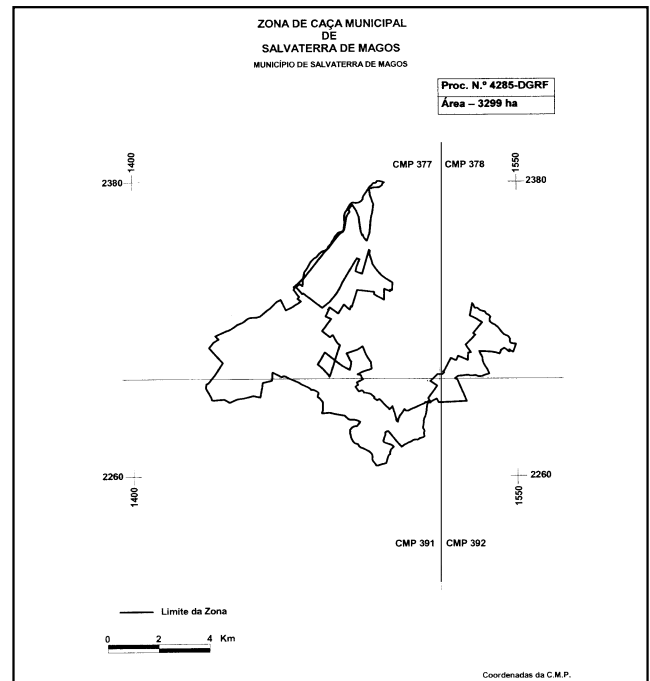 ZONA DE CAÇA MUNICIPAL
DE
SALVATERRA DE MAGOS
MUNICÍPIO DE SALVATERRA DE MAGOS
Proc. N.º 4285-DGRF
Área – 3299 ha
1400
1550
CMP 377
CMP 378
2380
2380
2260
2260
1400
1550
CMP 391
CMP 392
Limite da Zona
0 2 4 Km
Coordenadas da C.M.P.